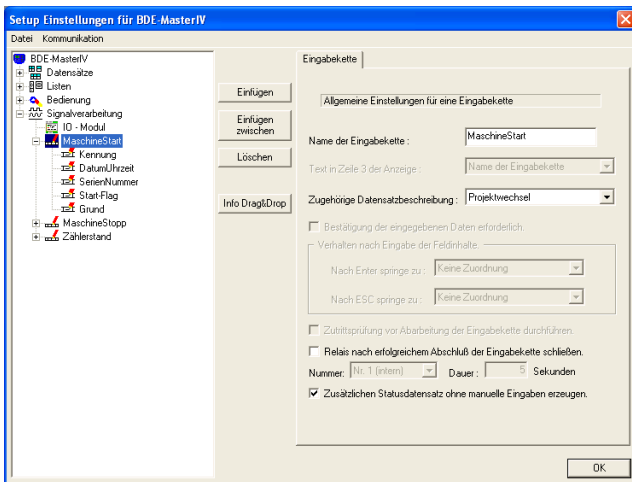 Setup Einstellungen für BDE-MasterIV
Datei Kommunikation
BDE-MasterIV
Datensätze
Listen
Bedienung
Signalverarbeitung
IO - Modul
MaschineStart
Kennung
DatumUhrzeit
SerienNummer
Start-Flag
Grund
MaschineStopp
Zählerstand
Einfügen
Einfügen
zwischen
Löschen
Info Drag&Drop
Eingabekette
Allgemeine Einstellungen für eine Eingabekette
Name der Eingabekette : MaschineStart
Text in Zeile 3 der Anzeige : Name der Eingabekette
Zugehörige Datensatzbeschreibung : Projektwechsel
Bestätigung der eingegebenen Daten erforderlich.
Verhalten nach Eingabe der Feldinhalte.
Nach Enter springe zu : Keine Zuordnung
Nach ESC springe zu : Keine Zuordnung
Zutrittsprüfung vor Abarbeitung der Eingabekette durchführen.
Relais nach erfolgreichem Abschluß der Eingabekette schließen.
Nummer: Nr. 1 (intern) Dauer : 5 Sekunden
Zusätzlichen Statusdatensatz ohne manuelle Eingaben erzeugen.
OK